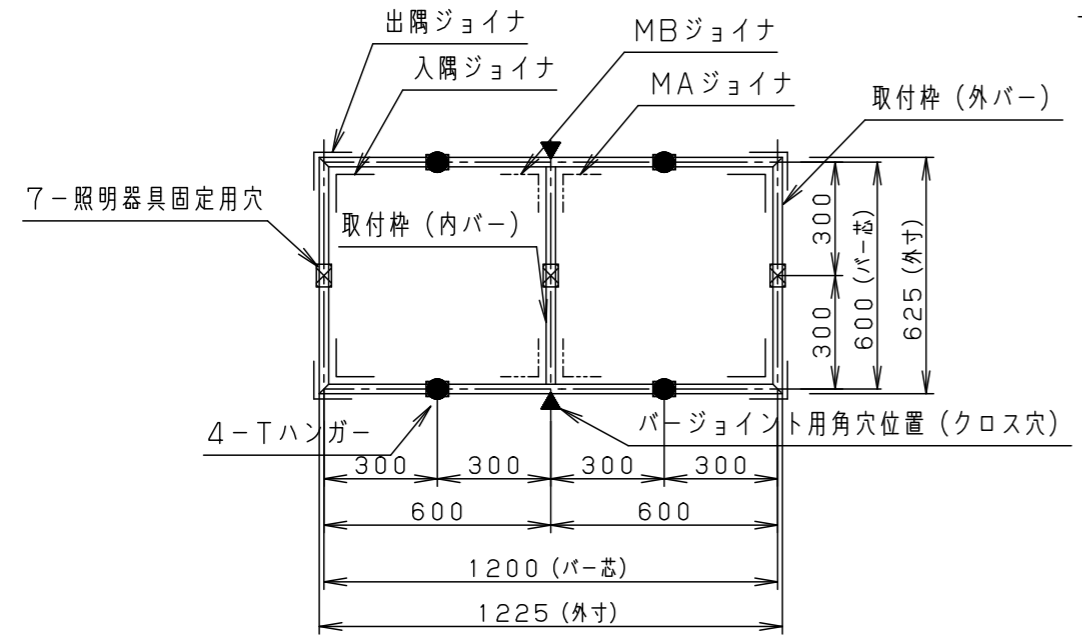 出隅ジョイナ
入隅ジョイナ
MBジョイナ
MAジョイナ
取付枠 (外バー)
7-照明器具固定用穴
取付枠 (内バー)
300
300
600 (バー芯)
625 (外寸)
4-Tハンガー
バージョイント用角穴位置 (クロス穴)
300
300
300
300
600
600
1200 (バー芯)
1225 (外寸)